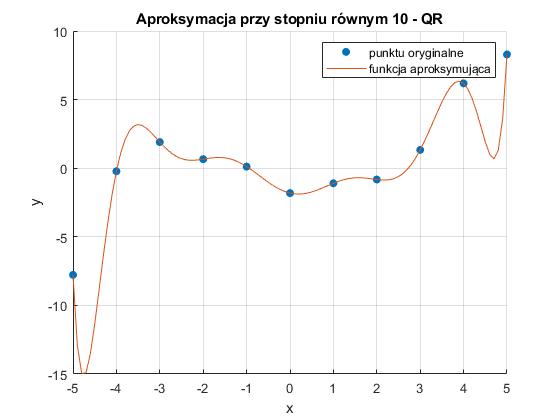 Aproksymacja przy stopniu równym 10 - QR
punktu oryginalne
funkcja aproksymująca
10
5
0
-5
-10
-15
y
-5 -4 -3 -2 -1 0 1 2 3 4 5
x